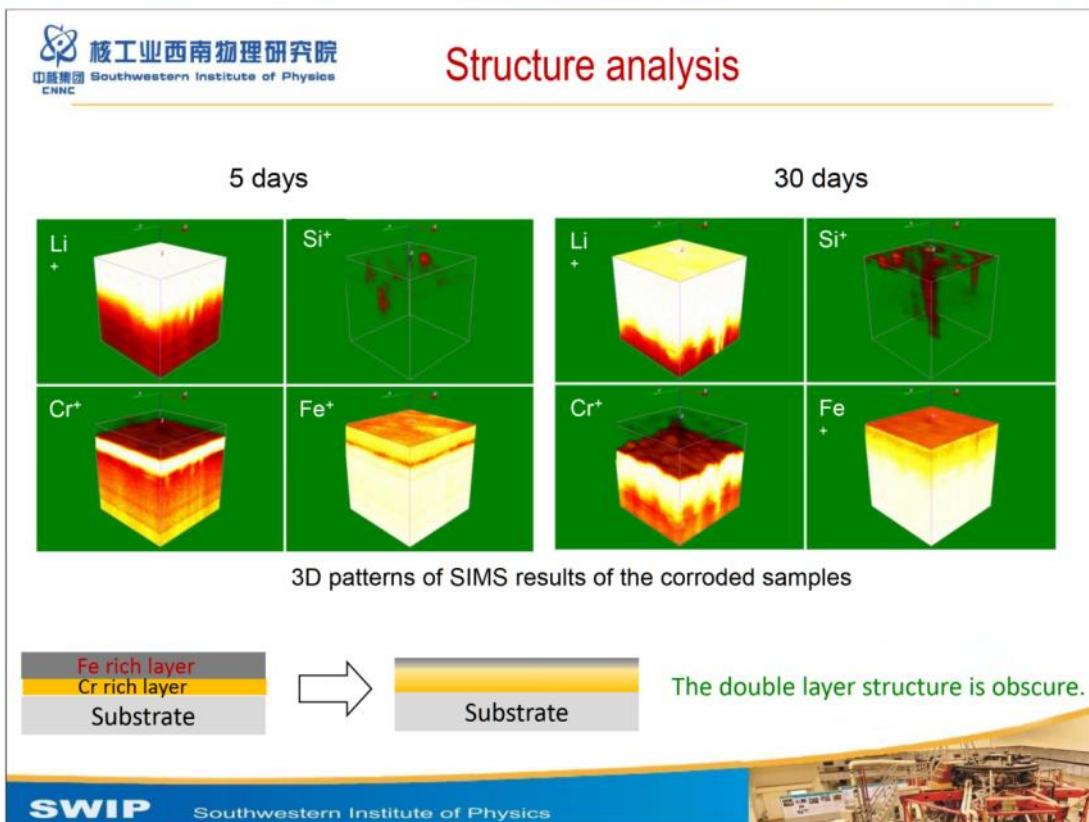 核工业西南物理研究院
中核集团 Southwestern Institute of Physics
CNNC
Structure analysis
5 days
30 days
Li
+
Si⁺
Li
+
Si⁺
Cr⁺
Fe⁺
Cr⁺
Fe
+
3D patterns of SIMS results of the corroded samples
Fe rich layer
Cr rich layer
Substrate
Substrate
The double layer structure is obscure.
SWIP Southwestern Institute of Physics